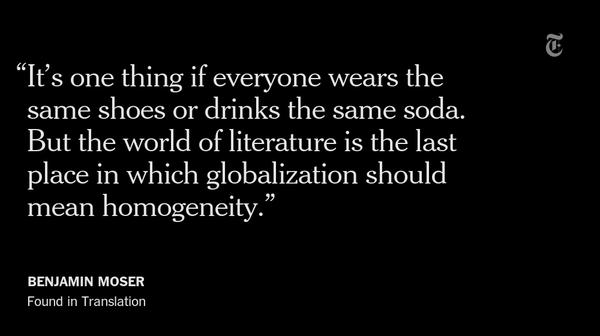 “It’s one thing if everyone wears the
same shoes or drinks the same soda.
But the world of literature is the last
place in which globalization should
mean homogeneity.”
BENJAMIN MOSER
Found in Translation